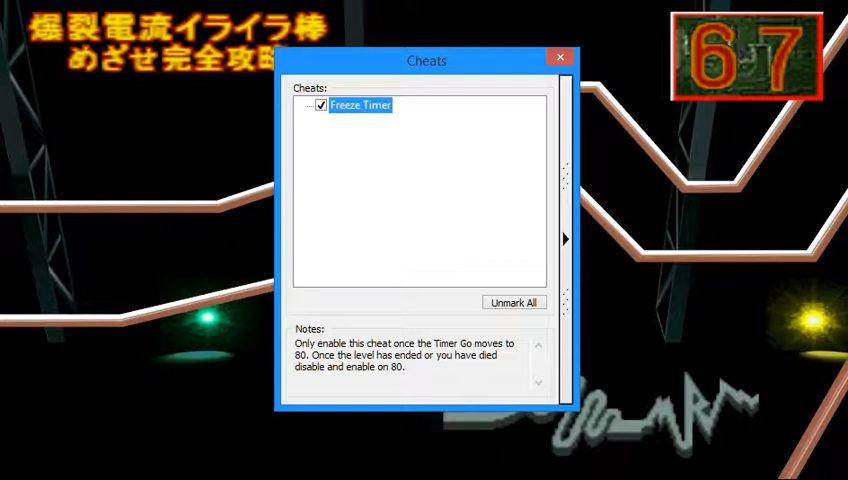 爆裂電流イライラ棒
めざせ完全攻略
67
Cheats
Cheats:
Freeze Timer
Unmark All
Notes:
Only enable this cheat once the Timer Go moves to
80. Once the level has ended or you have died
disable and enable on 80.